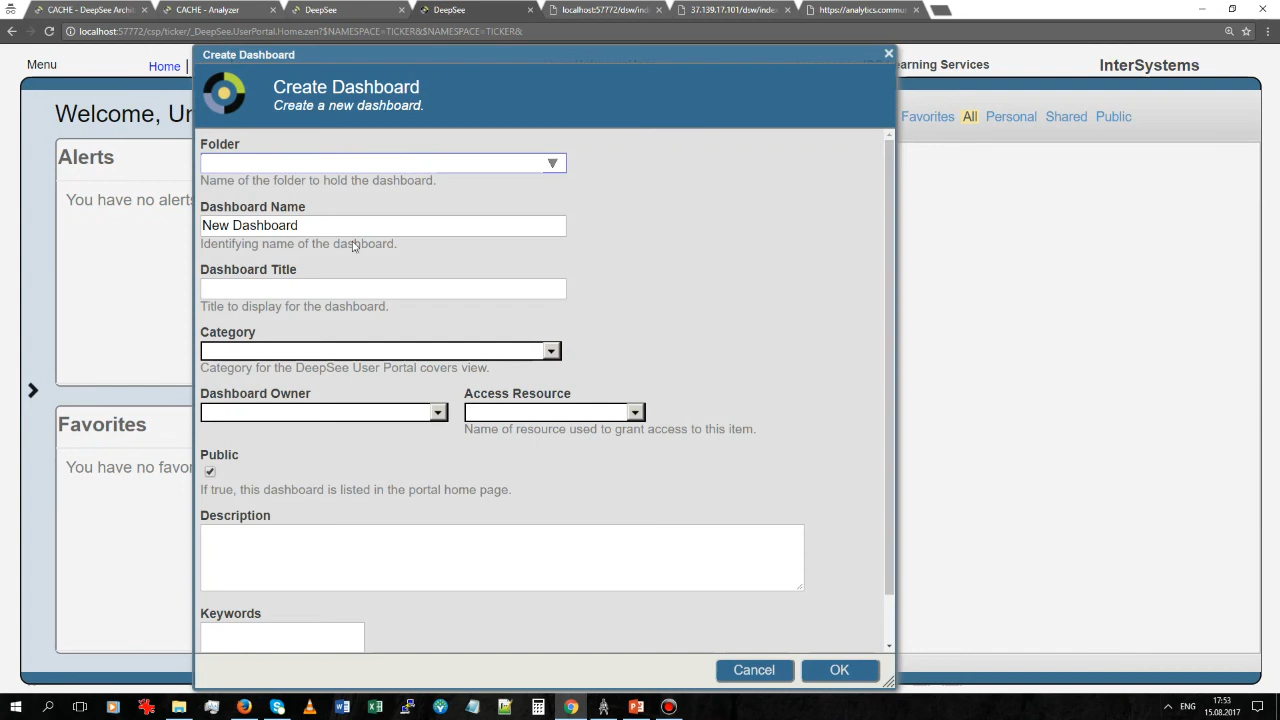 CACHE - DeepSee Archi
CACHE - Analyzer
DeepSee
DeepSee
localhost:57772/dsw/inde
37.139.17.101/dsw/index
https://analytics.commu
localhost:57772/csp/ticker/_DeepSee.UserPortal.Home.zen?$NAMESPACE=TICKER&$NAMESPACE=TICKER&
Create Dashboard
Menu
Home
earning Services
InterSystems
Create Dashboard
Create a new dashboard.
Welcome, Un
Favorites All Personal Shared Public
Alerts
You have no alerts
Folder
Name of the folder to hold the dashboard.
Dashboard Name
New Dashboard
Identifying name of the dashboard.
Dashboard Title
Title to display for the dashboard.
Category
Category for the DeepSee User Portal covers view.
Dashboard Owner
Access Resource
Name of resource used to grant access to this item.
Favorites
You have no favor
Public
If true, this dashboard is listed in the portal home page.
Description
Keywords
Cancel
OK
ENG
17:53
15.08.2017